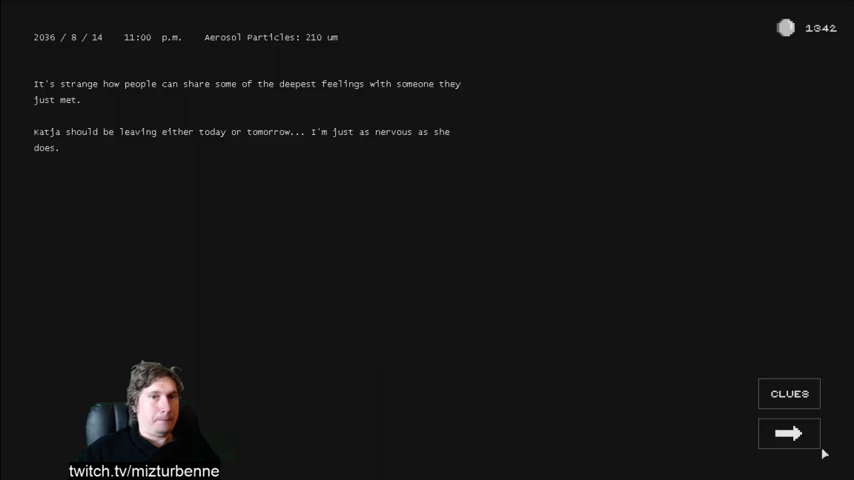 2036 / 8 / 14 11:00 p.m. Aerosol Particles: 210 um
1342
It's strange how people can share some of the deepest feelings with someone they
just met.
Katja should be leaving either today or tomorrow... I'm just as nervous as she
does.
CLUES
twitch.tv/mizturbenne